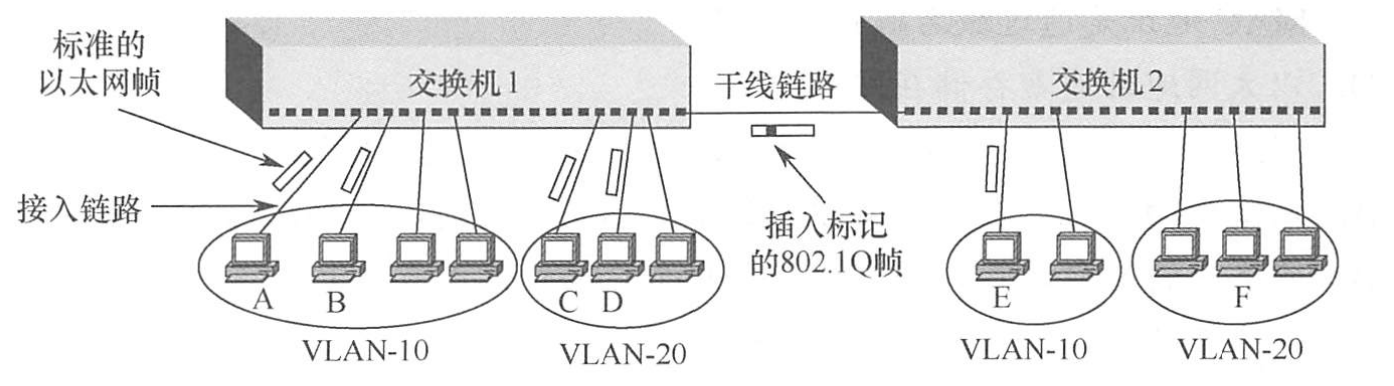 标准的
以太网帧
交换机1
干线链路
交换机2
接入链路
插入标记
的802.1Q帧
A
B
C
D
E
F
VLAN-10
VLAN-20
VLAN-10
VLAN-20